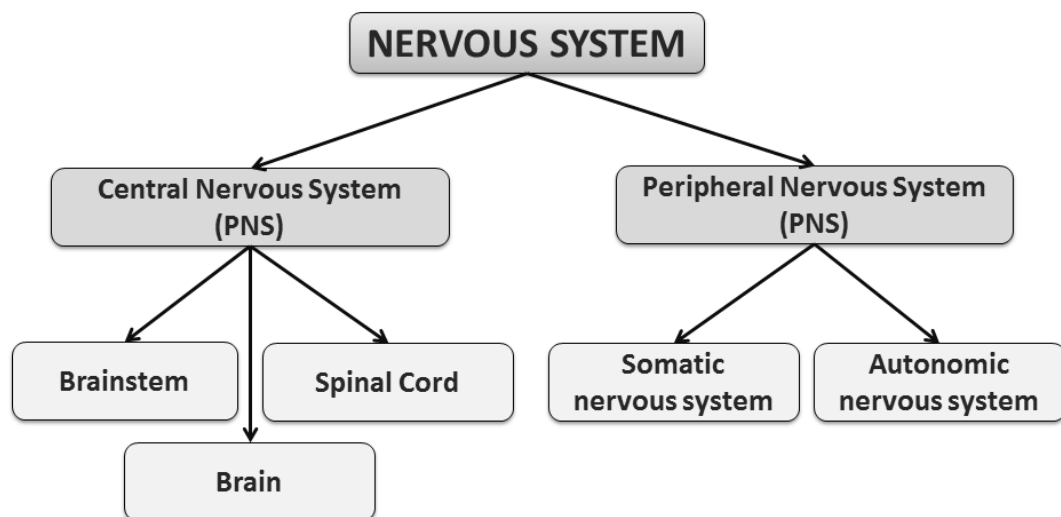 NERVOUS SYSTEM
Central Nervous System
(PNS)
Peripheral Nervous System
(PNS)
Brainstem
Spinal Cord
Brain
Somatic
nervous system
Autonomic
nervous system